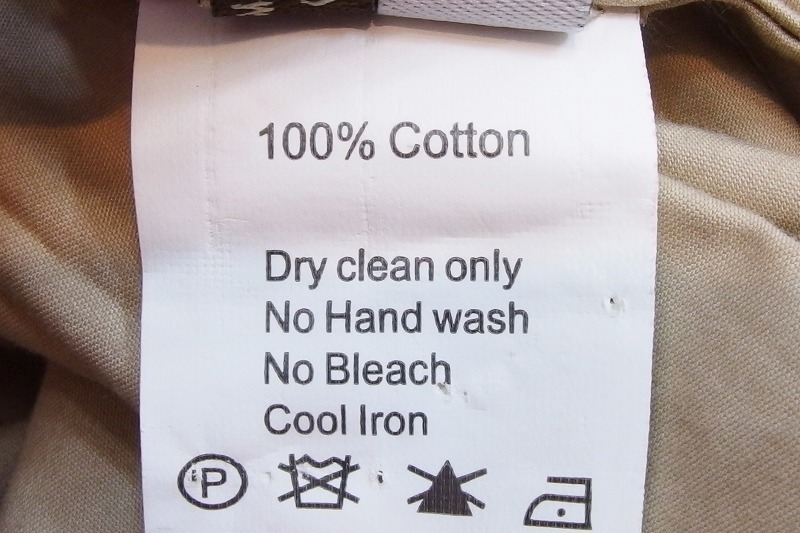 100% Cotton
Dry clean only
No Hand wash
No Bleach
Cool Iron
P